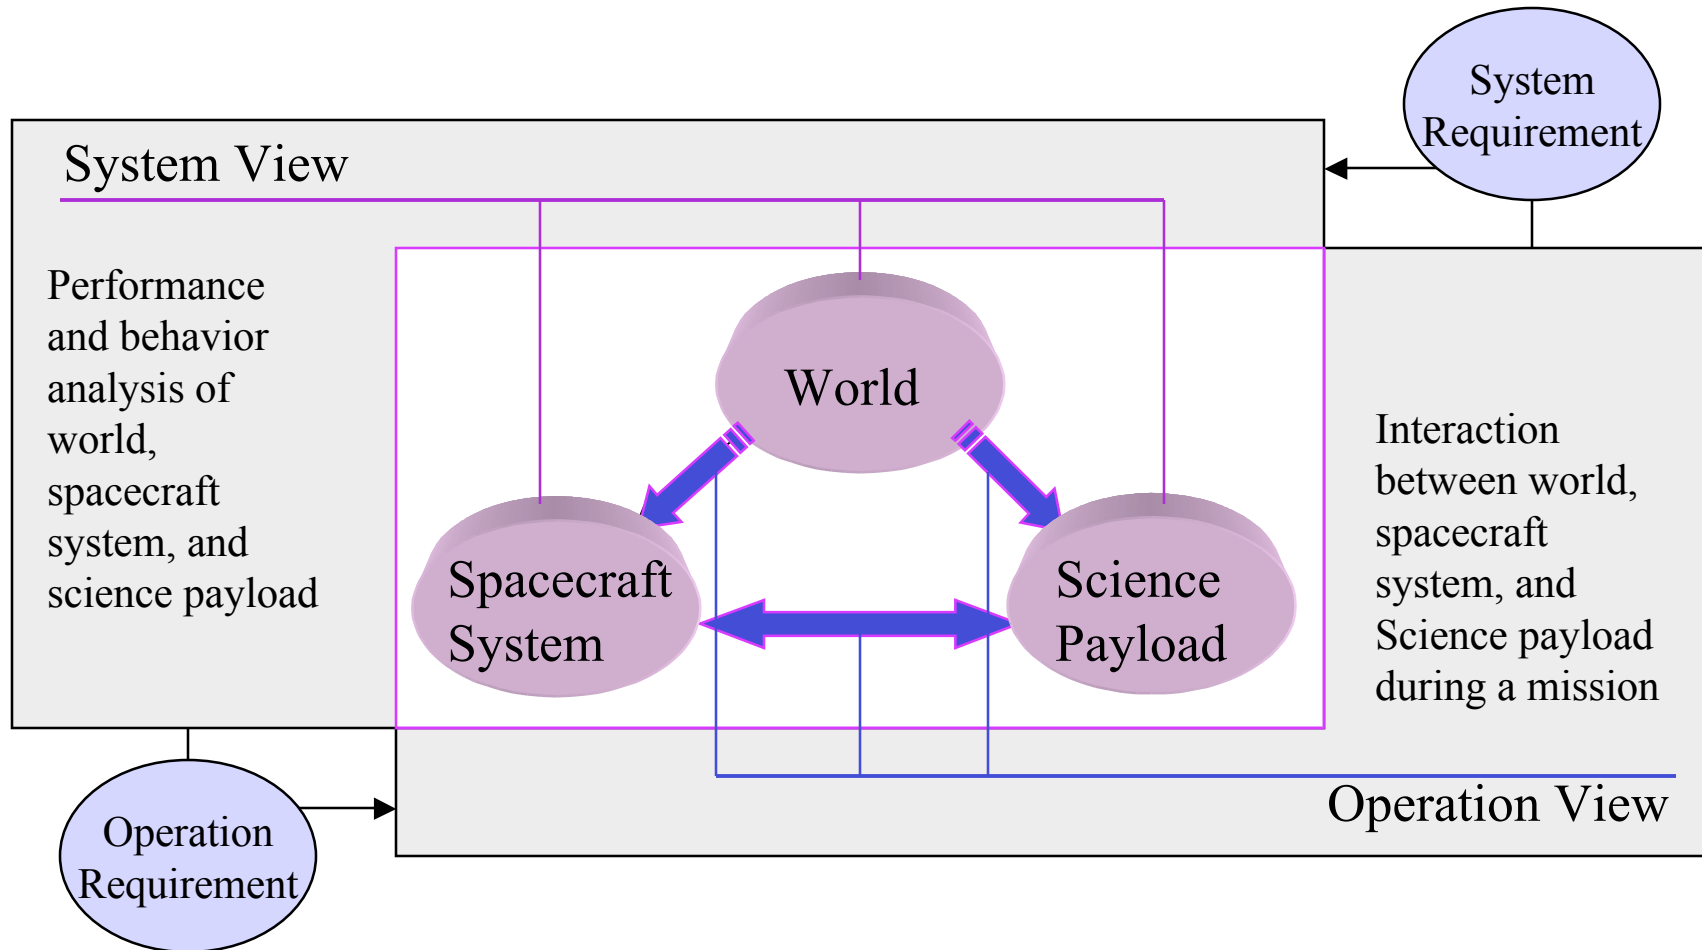 System
Requirement
System View
Performance
and behavior
analysis of
world,
spacecraft
system, and
science payload
World
Spacecraft
System
Science
Payload
Interaction
between world,
spacecraft
system, and
Science payload
during a mission
Operation View
Operation
Requirement